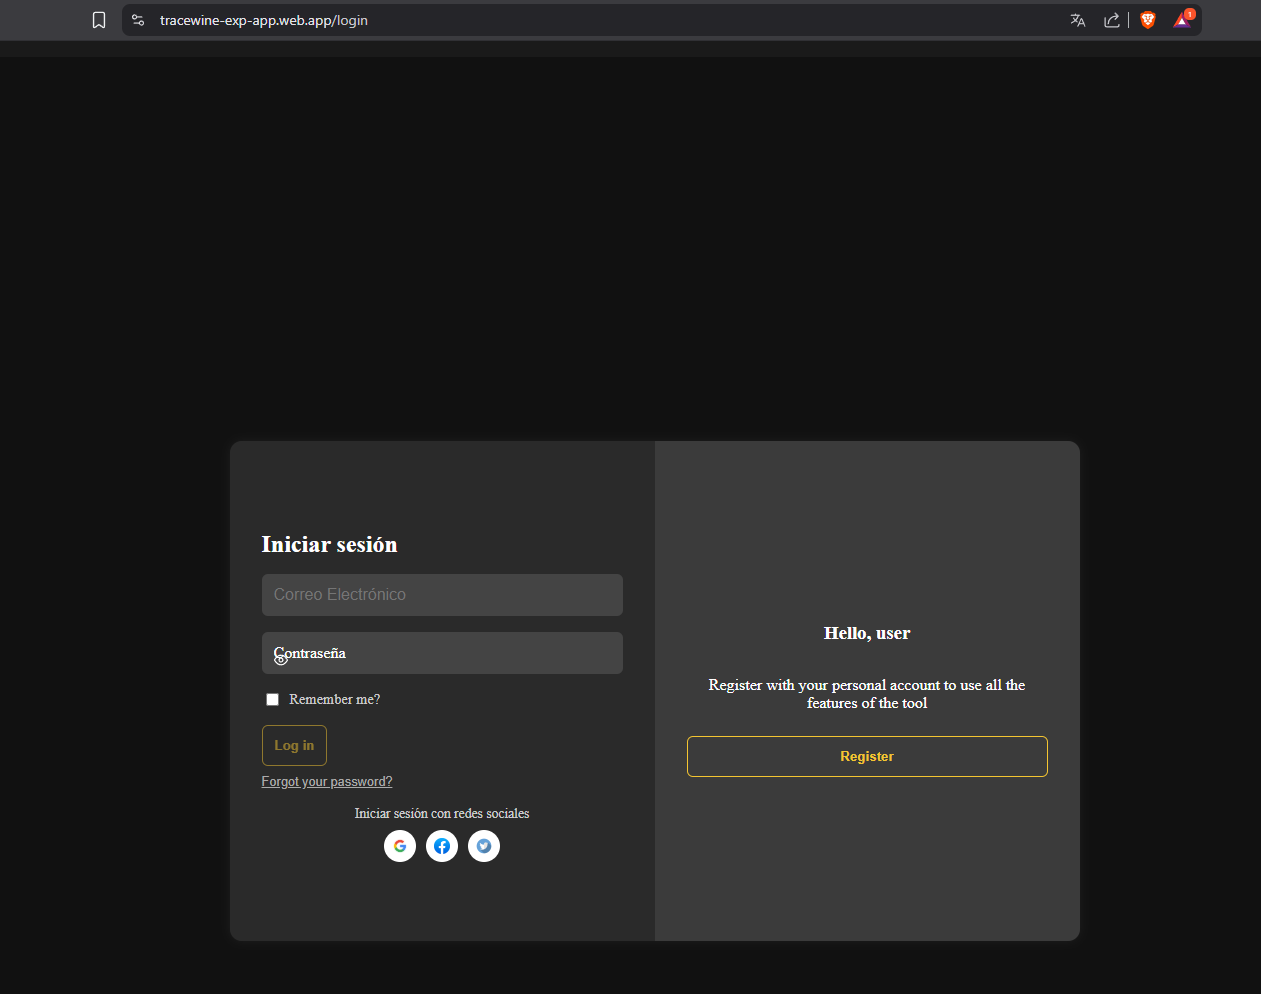 tracewine-exp-app.web.app/login
1
Iniciar sesión
Correo Electrónico
Contraseña
Remember me?
Log in
Forgot your password?
Iniciar sesión con redes sociales
Hello, user
Register with your personal account to use all the
features of the tool
Register